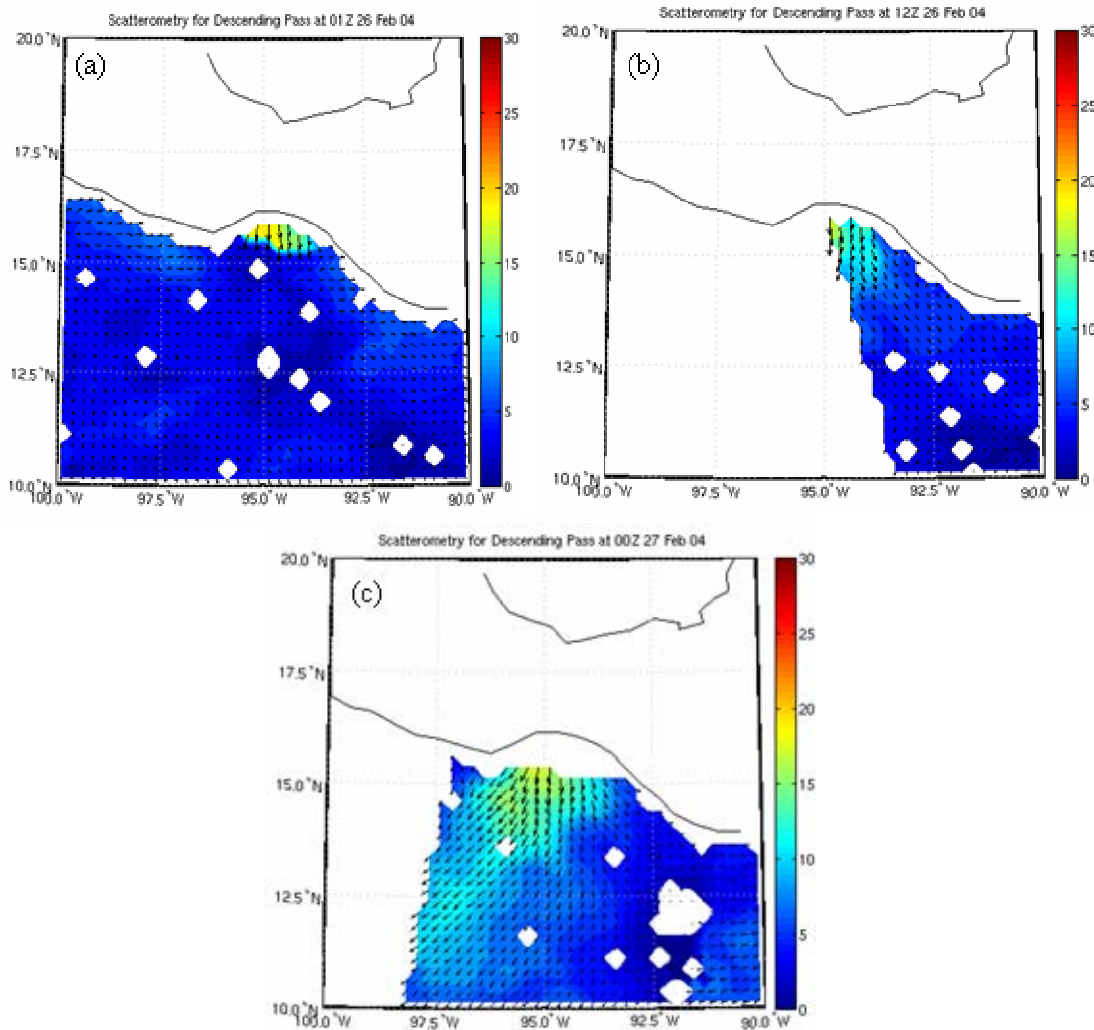 Scatterometry for Descending Pass at 01Z 26 Feb 04
(a)
20.0°N
17.5°N
15.0°N
12.5°N
10.0°N
100.0°W
97.5°W
95.0°W
92.5°W
90.0°W
30
25
20
15
10
5
0
Scatterometry for Descending Pass at 12Z 26 Feb 04
(b)
20.0°N
17.5°N
15.0°N
12.5°N
10.0°N
100.0°W
97.5°W
95.0°W
92.5°W
90.0°W
30
25
20
15
10
5
0
Scatterometry for Descending Pass at 00Z 27 Feb 04
(c)
20.0°N
17.5°N
15.0°N
12.5°N
10.0°N
100.0°W
97.5°W
95.0°W
92.5°W
90.0°W
30
25
20
15
10
5
0